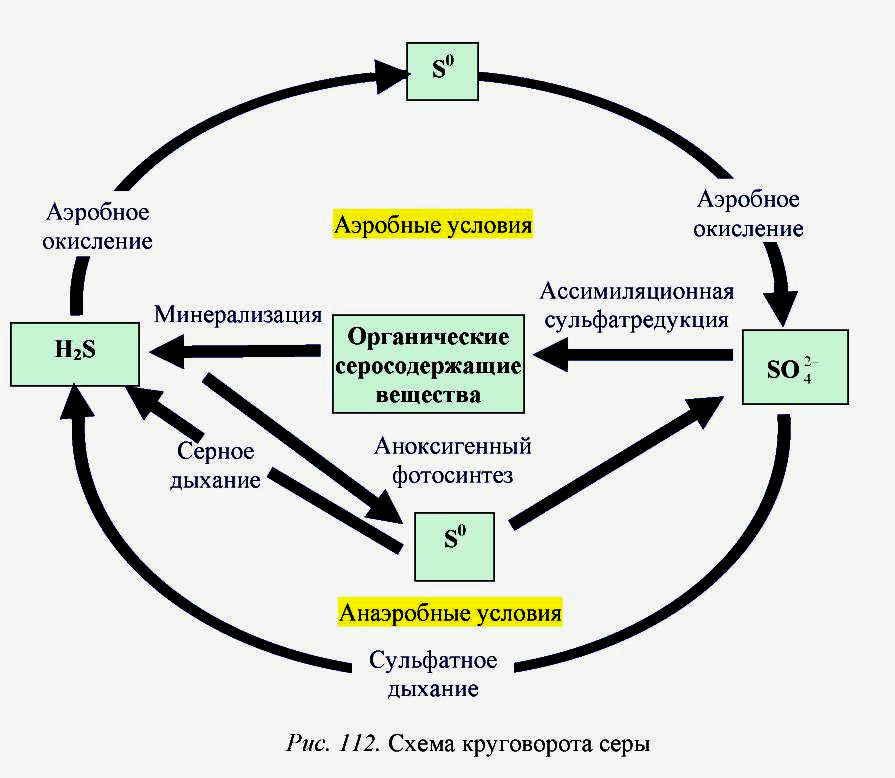 S⁰
Аэробное
окисление
Аэробное
окисление
Аэробные условия
Минерализация
Ассимиляционная
сульфатредукция
H₂S
Органические
серосодержащие
вещества
SO₄²⁻
Серное
дыхание
Аноксигенный
фотосинтез
S⁰
Анаэробные условия
Сульфатное
дыхание
Рис. 112. Схема круговорота серы